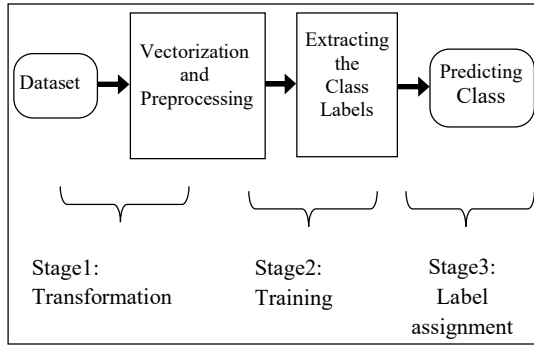 Dataset
Vectorization
and
Preprocessing
Extracting
the
Class
Labels
Predicting
Class
Stage1:
Transformation
Stage2:
Training
Stage3:
Label
assignment